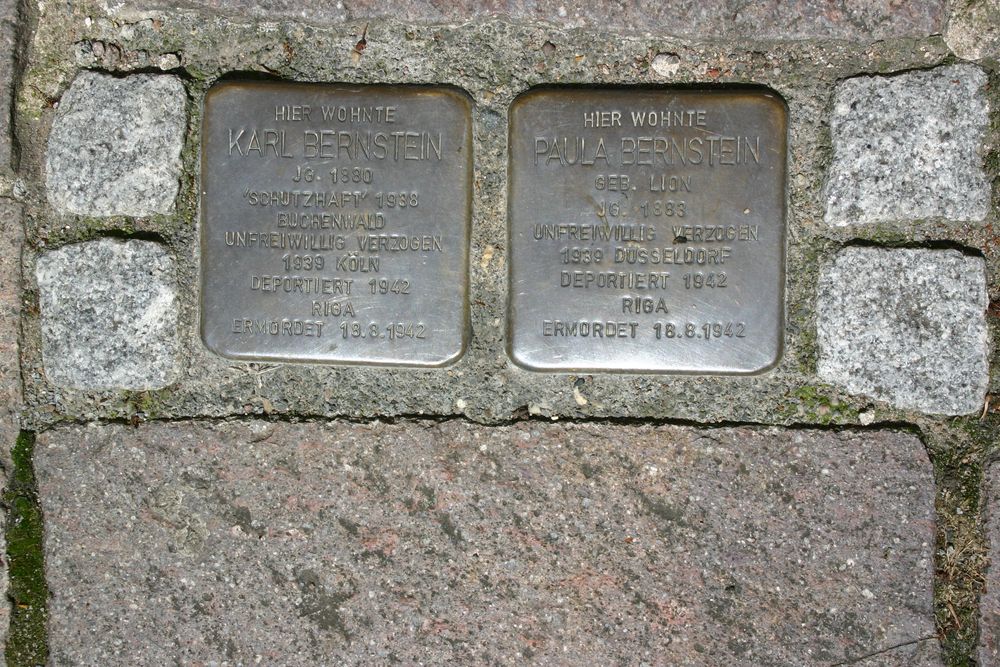 HIER WOHNTE
KARL BERNSTEIN
JG. 1880
'SCHUTZHAFT' 1938
BUCHENWALD
UNFREIWILLIG VERZOGEN
1939 KÖLN
DEPORTIERT 1942
RIGA
ERMORDET 19.8.1942
HIER WOHNTE
PAULA BERNSTEIN
GEB. LION
JG. 1883
UNFREIWILLIG VERZOGEN
1939 DÜSSELDORF
DEPORTIERT 1942
RIGA
ERMORDET 18.8.1942